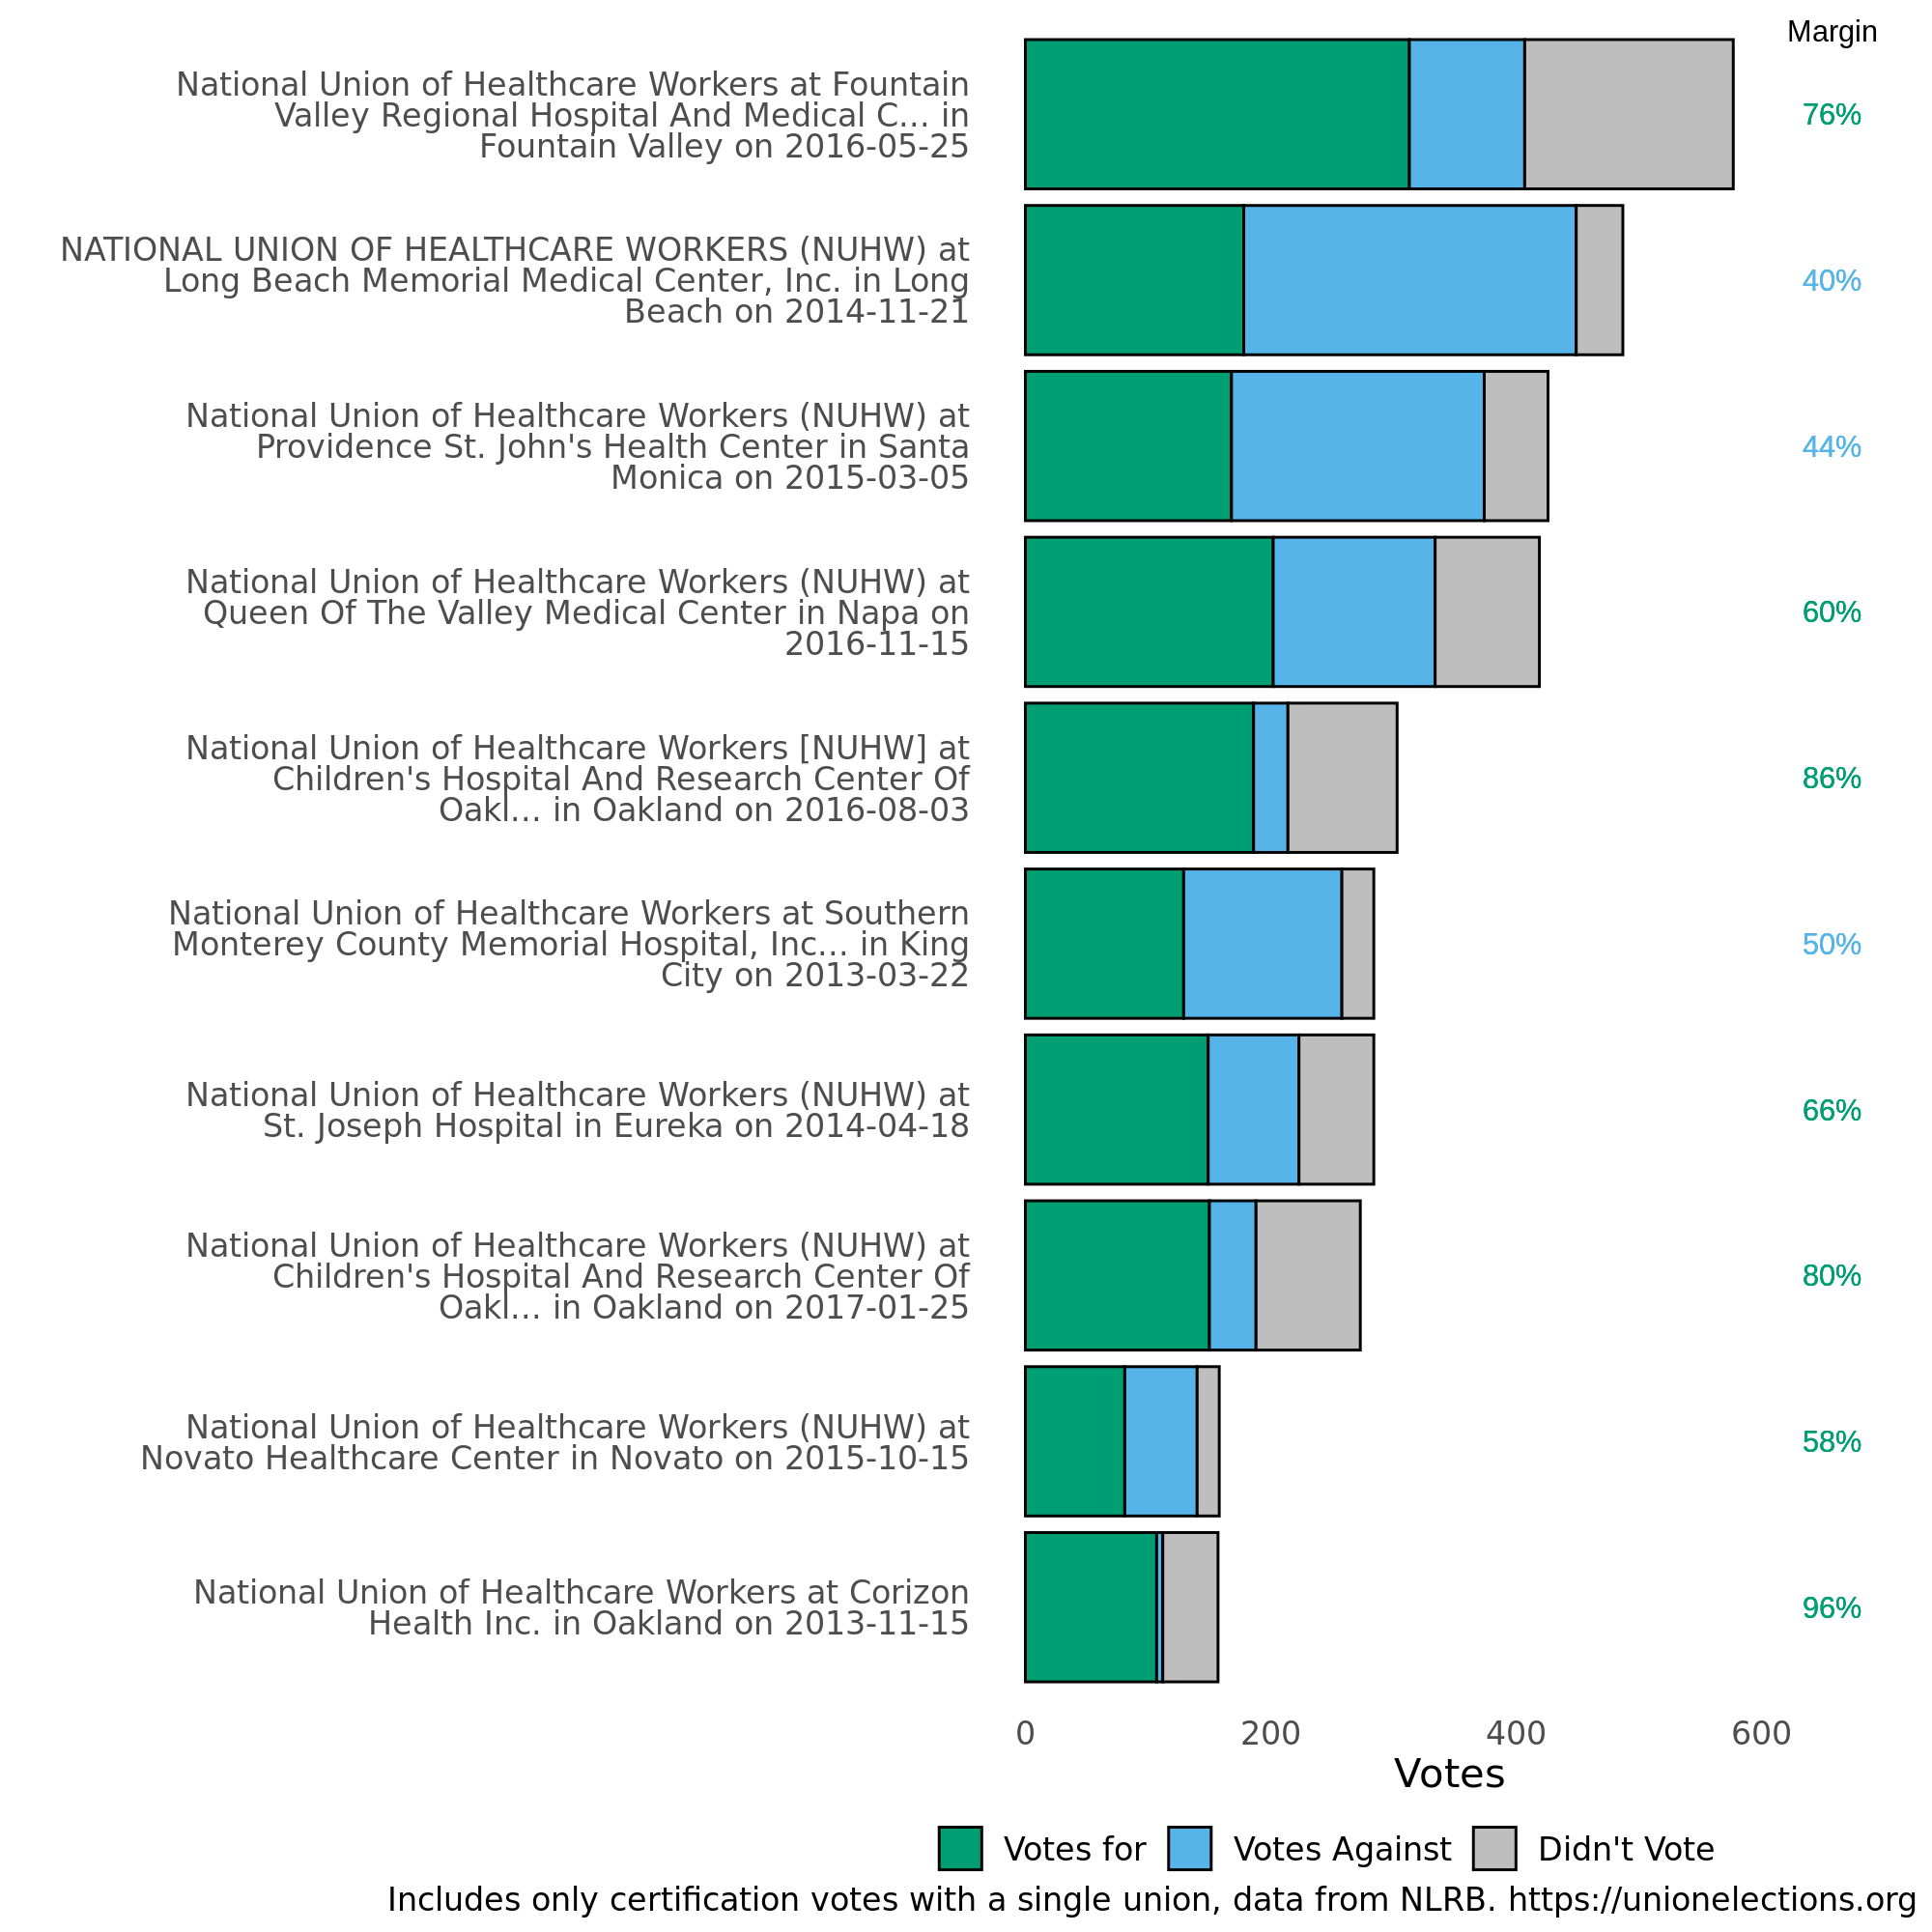 Margin
National Union of Healthcare Workers at Fountain
Valley Regional Hospital And Medical C... in
Fountain Valley on 2016-05-25
76%
NATIONAL UNION OF HEALTHCARE WORKERS (NUHW) at
Long Beach Memorial Medical Center, Inc. in Long
Beach on 2014-11-21
40%
National Union of Healthcare Workers (NUHW) at
Providence St. John's Health Center in Santa
Monica on 2015-03-05
44%
National Union of Healthcare Workers (NUHW) at
Queen Of The Valley Medical Center in Napa on
2016-11-15
60%
National Union of Healthcare Workers [NUHW] at
Children's Hospital And Research Center Of
Oakl... in Oakland on 2016-08-03
86%
National Union of Healthcare Workers at Southern
Monterey County Memorial Hospital, Inc... in King
City on 2013-03-22
50%
National Union of Healthcare Workers (NUHW) at
St. Joseph Hospital in Eureka on 2014-04-18
66%
National Union of Healthcare Workers (NUHW) at
Children's Hospital And Research Center Of
Oakl... in Oakland on 2017-01-25
80%
National Union of Healthcare Workers (NUHW) at
Novato Healthcare Center in Novato on 2015-10-15
58%
National Union of Healthcare Workers at Corizon
Health Inc. in Oakland on 2013-11-15
96%
0 200 400 600
Votes
Votes for Votes Against Didn't Vote
Includes only certification votes with a single union, data from NLRB. https://unionelections.org